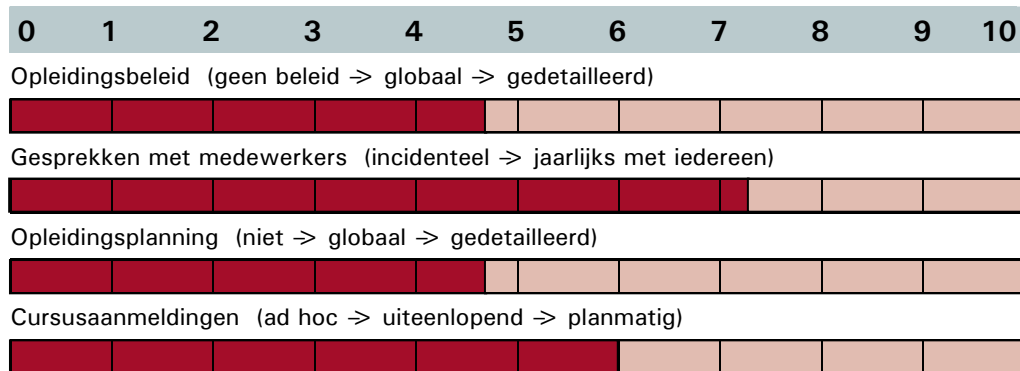 0 1 2 3 4 5 6 7 8 9 10
Opleidingsbeleid (geen beleid -> globaal -> gedetailleerd)
Gesprekken met medewerkers (incidenteel -> jaarlijks met iedereen)
Opleidingsplanning (niet -> globaal -> gedetailleerd)
Cursusaanmeldingen (ad hoc -> uiteenlopend -> planmatig)